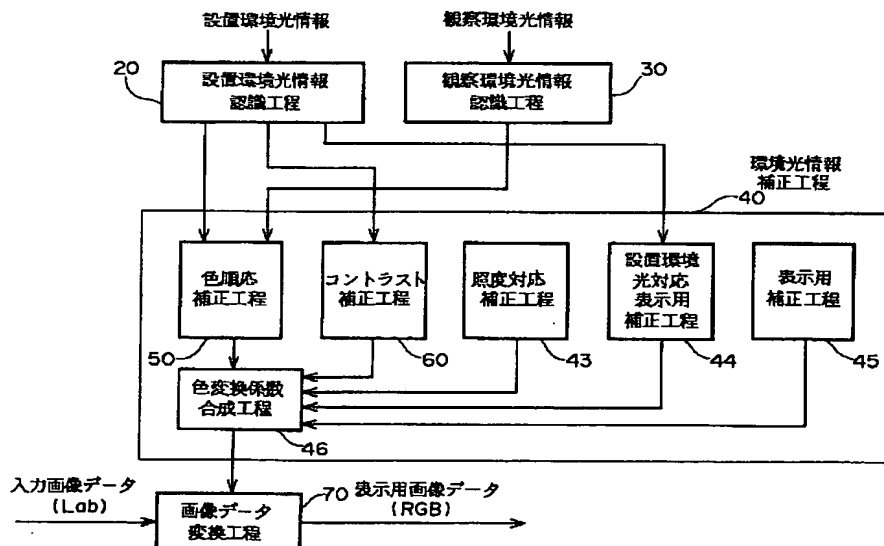 設置環境光情報
観察環境光情報
20
設置環境光情報
認識工程
観察環境光情報
認識工程
30
環境光情報
補正工程
40
色順応
補正工程
コントラスト
補正工程
照度対応
補正工程
設置環境
光対応
表示用
補正工程
表示用
補正工程
50
60
43
44
45
色変換係数
合成工程
46
入力画像データ
(Lab)
画像データ
変換工程
70
表示用画像データ
(RGB)